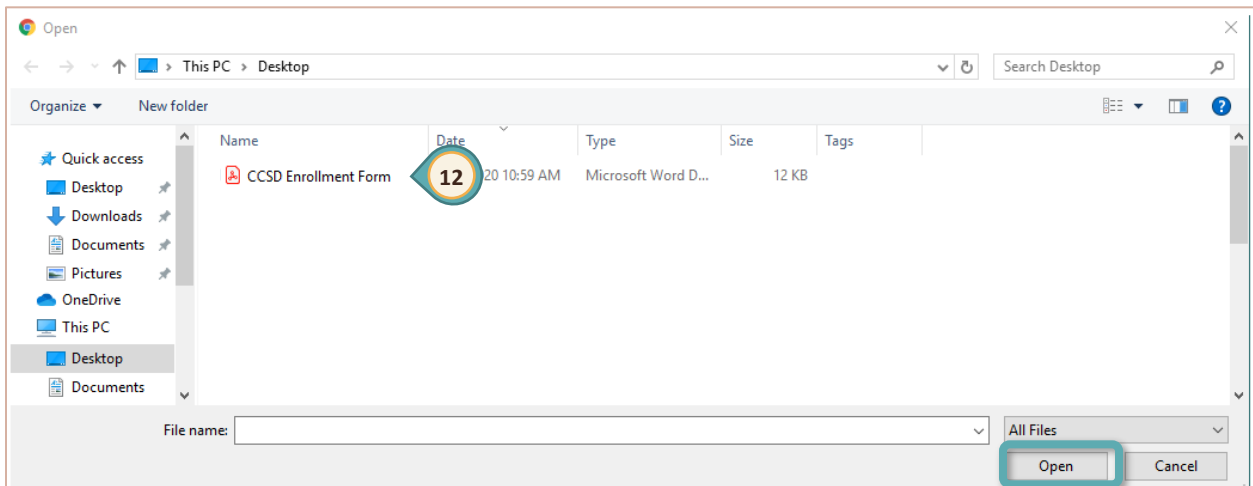 Open
This PC > Desktop
Search Desktop
Organize
New folder
Name Date Type Size Tags
Quick access
CCSD Enrollment Form 12 20 10:59 AM Microsoft Word D... 12 KB
Desktop
Downloads
Documents
Pictures
OneDrive
This PC
Desktop
Documents
File name:
All Files
Open Cancel